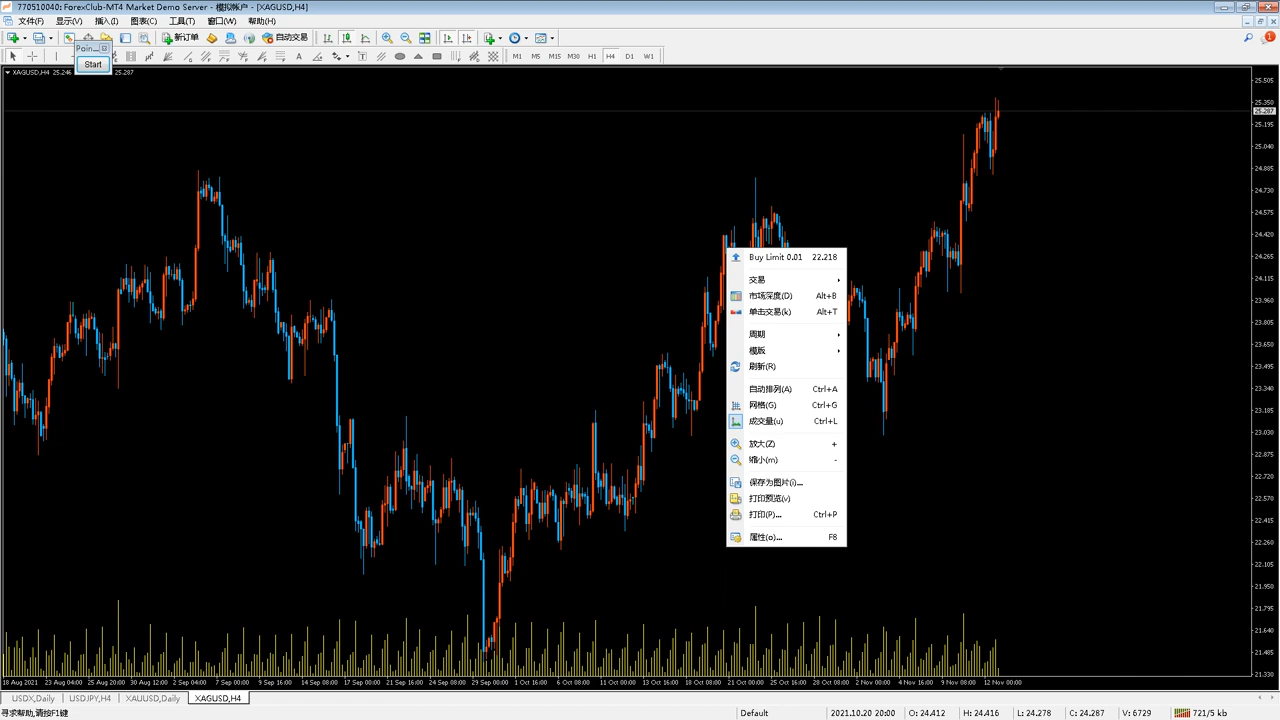 770510040: ForexClub-MT4 Market Demo Server - 模拟帐户 - [XAGUSD,H4]
文件(F) 显示(V) 插入(I) 图表(C) 工具(T) 窗口(W) 帮助(H)
新订单 自动交易 1
Poin...
Start
A T M1 M5 M15 M30 H1 H4 D1 W1
XAGUSD,H4 25.246 25.287
25.505
25.350
25.287
25.195
25.040
24.885
24.730
24.575
24.420
24.265
24.115
23.960
23.805
23.650
23.495
23.340
23.185
23.030
22.875
22.720
22.570
22.415
22.260
22.105
21.950
21.795
21.640
21.485
21.330
Buy Limit 0.01 22.218
交易
市场深度(D) Alt+B
单击交易(k) Alt+T
周期
模版
刷新(R)
自动排列(A) Ctrl+A
网格(G) Ctrl+G
成交量(u) Ctrl+L
放大(Z) +
缩小(m) -
保存为图片(i)...
打印预览(v)
打印(P)... Ctrl+P
属性(o)... F8
18 Aug 2021 23 Aug 04:00 25 Aug 20:00 30 Aug 12:00 2 Sep 04:00 7 Sep 00:00 9 Sep 16:00 14 Sep 08:00 17 Sep 00:00 21 Sep 16:00 24 Sep 08:00 29 Sep 00:00 1 Oct 16:00 6 Oct 08:00 11 Oct 00:00 13 Oct 16:00 18 Oct 08:00 21 Oct 00:00 25 Oct 16:00 28 Oct 08:00 2 Nov 00:00 4 Nov 16:00 9 Nov 08:00 12 Nov 00:00
USDX,Daily USDJPY,H4 XAUUSD,Daily XAGUSD,H4
寻求帮助,请按F1键 Default 2021.10.20 20:00 O: 24.412 H: 24.416 L: 24.278 C: 24.287 V: 6729 721/5 kb